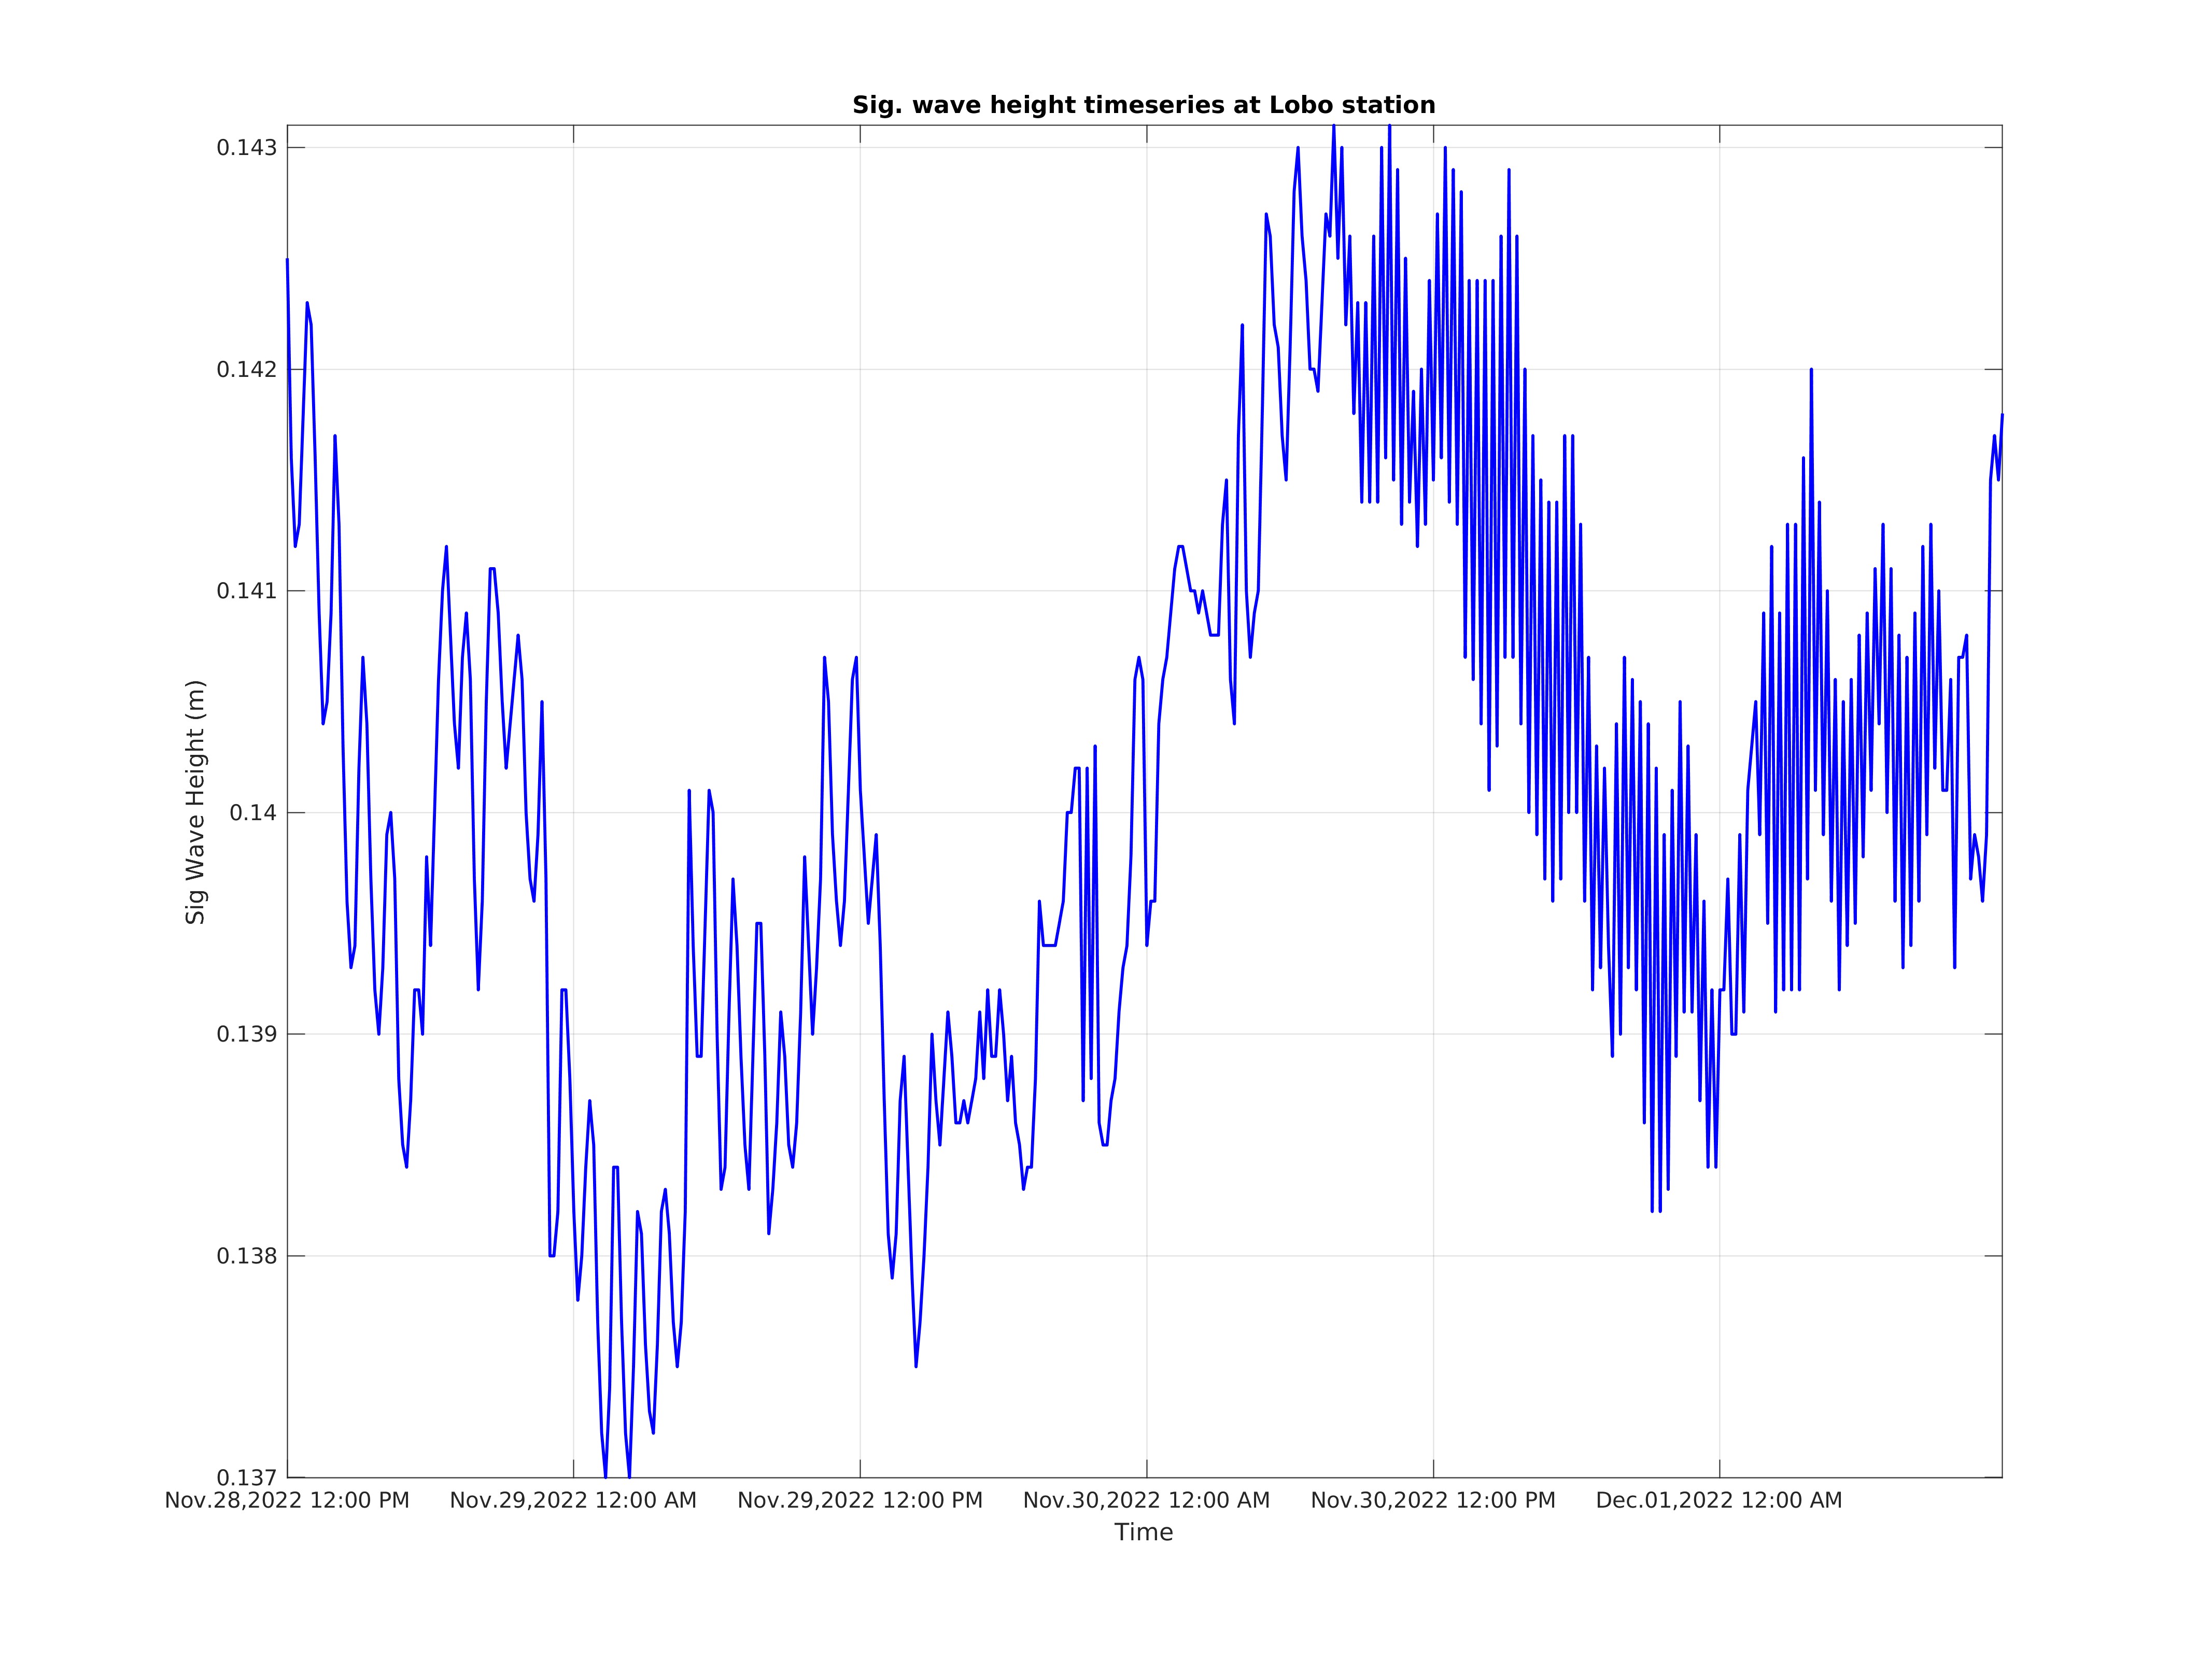 Sig. wave height timeseries at Lobo station
0.143
0.142
0.141
0.14
0.139
0.138
0.137
Sig Wave Height (m)
Nov.28,2022 12:00 PM
Nov.29,2022 12:00 AM
Nov.29,2022 12:00 PM
Nov.30,2022 12:00 AM
Nov.30,2022 12:00 PM
Dec.01,2022 12:00 AM
Time